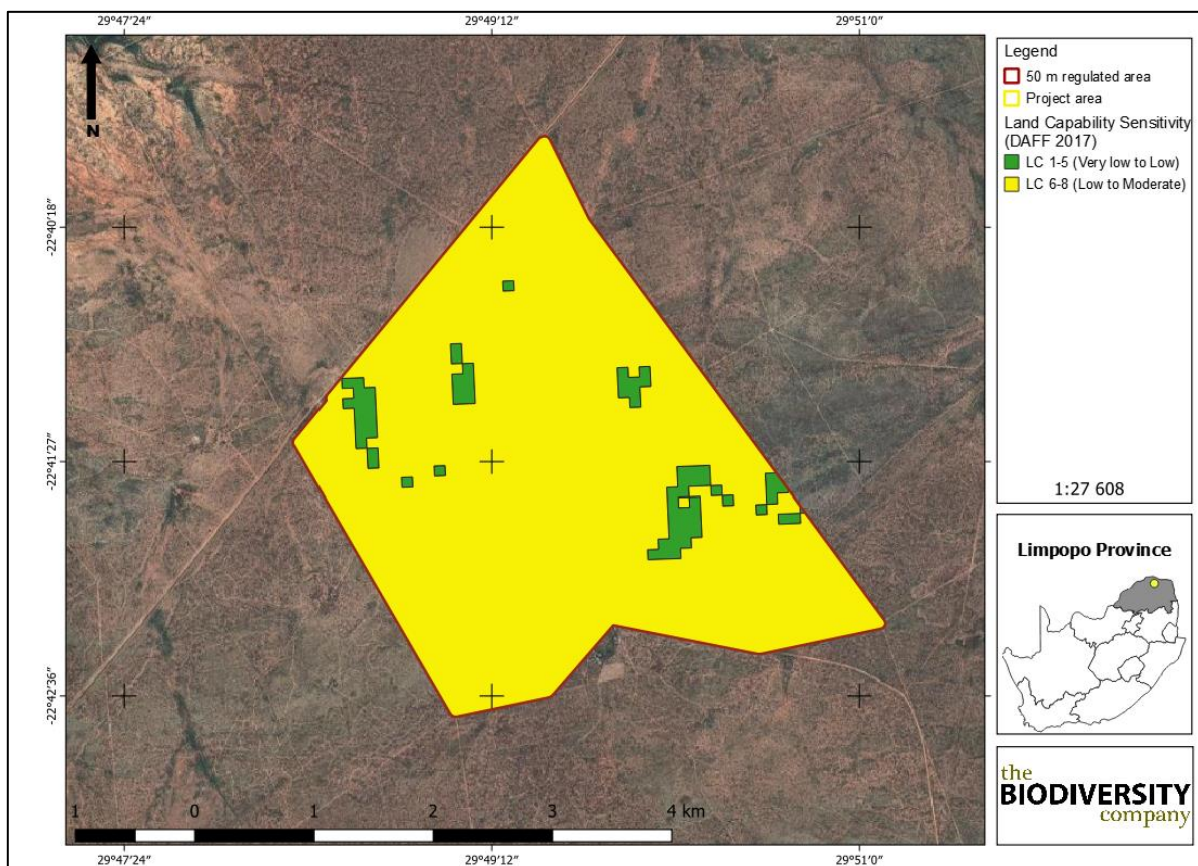 29°47'24" 29°49'12" 29°51'0"
N
-22°40'18"
-22°41'27"
-22°42'36"
1 0 1 2 3 4 km
29°47'24" 29°49'12" 29°51'0"
Legend
50 m regulated area
Project area
Land Capability Sensitivity
(DAFF 2017)
LC 1-5 (Very low to Low)
LC 6-8 (Low to Moderate)
1:27 608
Limpopo Province
the
BIODIVERSITY
company